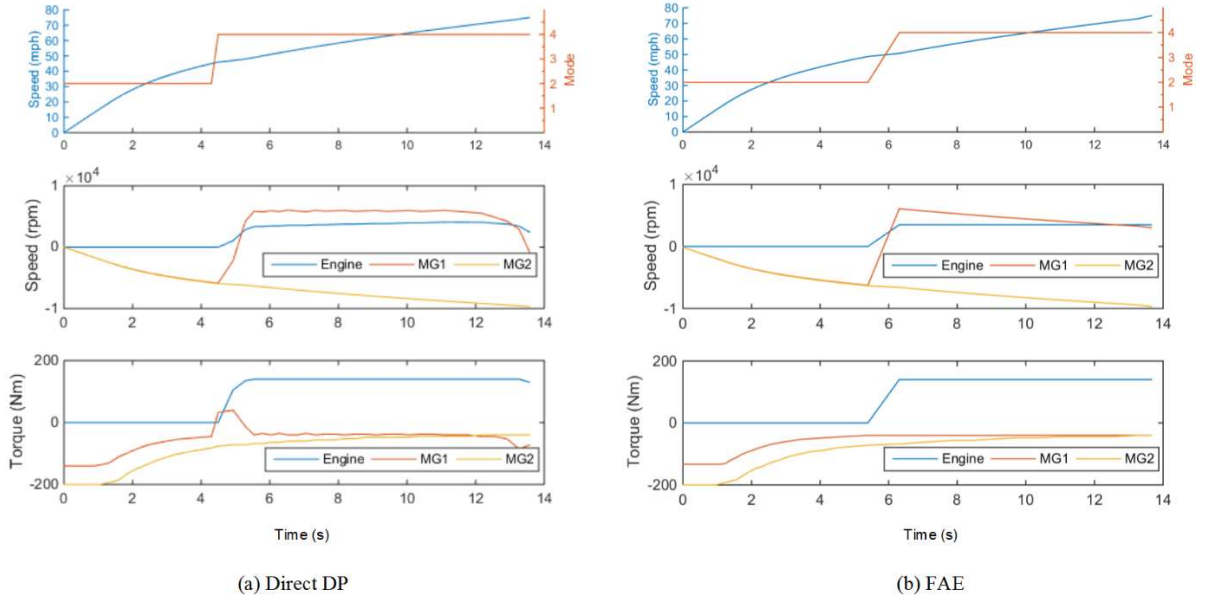 80
70
60
50
40
30
20
10
0
Speed (mph)
4
3
2
1
Mode
0 2 4 6 8 10 12 14
×10⁴
1
0
-1
Speed (rpm)
Engine MG1 MG2
0 2 4 6 8 10 12 14
200
0
-200
Torque (Nm)
Engine MG1 MG2
0 2 4 6 8 10 12 14
Time (s)
(a) Direct DP
80
70
60
50
40
30
20
10
0
Speed (mph)
4
3
2
1
Mode
0 2 4 6 8 10 12 14
×10⁴
1
0
-1
Speed (rpm)
Engine MG1 MG2
0 2 4 6 8 10 12 14
200
0
-200
Torque (Nm)
Engine MG1 MG2
0 2 4 6 8 10 12 14
Time (s)
(b) FAE